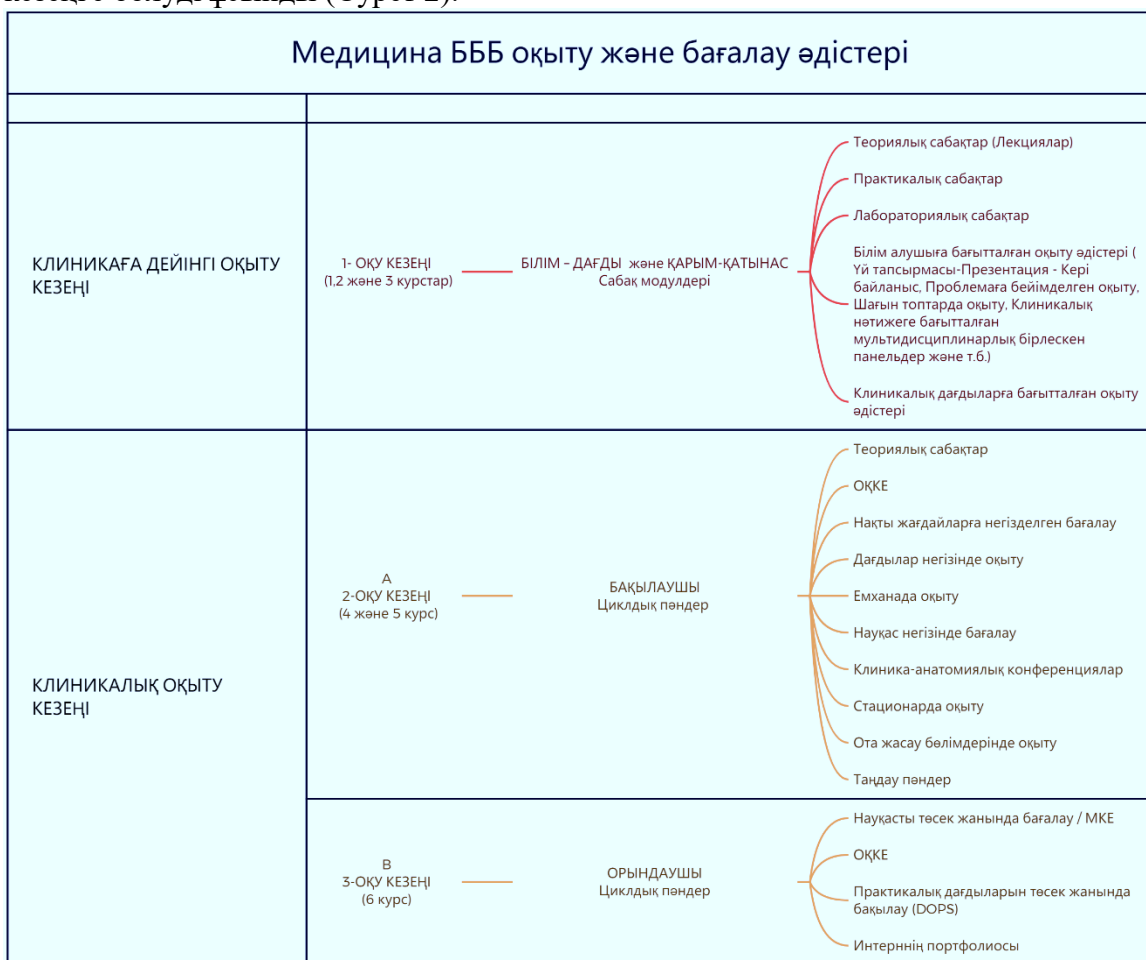 Медицина БББ оқыту және бағалау әдістері
КЛИНИКАҒА ДЕЙІНГІ ОҚЫТУ
КЕЗЕҢІ
1- ОҚУ КЕЗЕҢІ
(1,2 және 3 курстар)
БІЛІМ – ДАҒДЫ және ҚАРЫМ-ҚАТЫНАС
Сабақ модулдері
Теориялық сабақтар (Лекциялар)
Практикалық сабақтар
Лабораториялық сабақтар
Білім алушыға бағытталған оқыту әдістері (
Үй тапсырмасы-Презентация - Кері
байланыс, Проблемаға бейімделген оқыту,
Шағын топтарда оқыту, Клиникалық
нәтижеге бағытталған
мультидисциплинарлық бірлескен
панельдер және т.б.)
Клиникалық дағдыларға бағытталған оқыту
әдістері
КЛИНИКАЛЫҚ ОҚЫТУ
КЕЗЕҢІ
А
2-ОҚУ КЕЗЕҢІ
(4 және 5 курс)
БАҚЫЛАУШЫ
Циклдық пәндер
Теориялық сабақтар
ОҚКЕ
Нақты жағдайларға негізделген бағалау
Дағдылар негізінде оқыту
Емханада оқыту
Науқас негізінде бағалау
Клиника-анатомиялық конференциялар
Стационарда оқыту
Ота жасау бөлімдерінде оқыту
Таңдау пәндер
В
3-ОҚУ КЕЗЕҢІ
(6 курс)
ОРЫНДАУШЫ
Циклдық пәндер
Науқасты төсек жанында бағалау / МКЕ
ОҚКЕ
Практикалық дағдыларын төсек жанында
бақылау (DOPS)
Интерннің портфолиосы